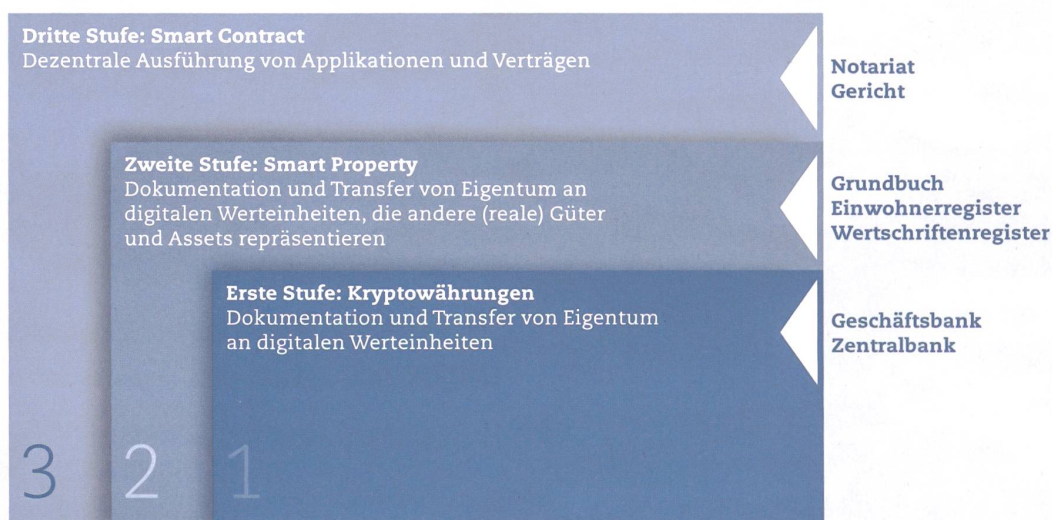 Dritte Stufe: Smart Contract
Dezentrale Ausführung von Applikationen und Verträgen
Notariat
Gericht
Zweite Stufe: Smart Property
Dokumentation und Transfer von Eigentum an
digitalen Werteinheiten, die andere (reale) Güter
und Assets repräsentieren
Grundbuch
Einwohnerregister
Wertschriftenregister
Erste Stufe: Kryptowährungen
Dokumentation und Transfer von Eigentum
an digitalen Werteinheiten
Geschäftsbank
Zentralbank
3 2 1